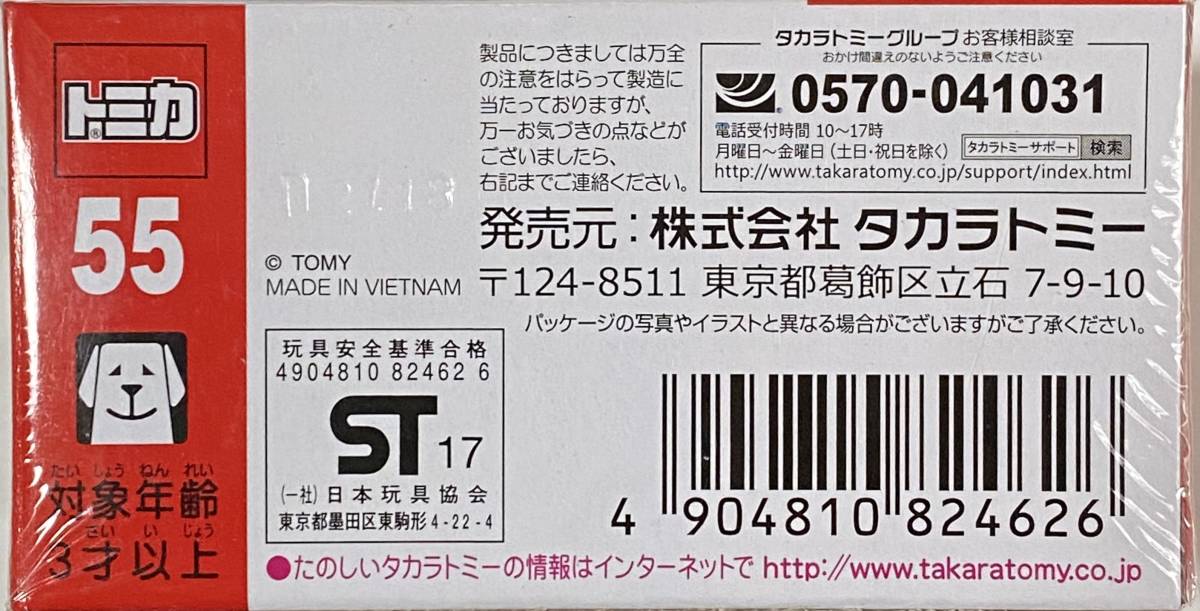 トミカ
®
55
たい しょう ねん れい
対象年齢
さい い じょう
3才以上
製品につきましては万全
の注意をはらって製造に
当たっておりますが、
万一お気づきの点などが
ございましたら、
右記までご連絡ください。
タカラトミーグループ お客様相談室
おかけ間違えのないようご注意ください
0570-041031
電話受付時間 10〜17時
月曜日〜金曜日(土日・祝日を除く) タカラトミーサポート 検索
http://www.takaratomy.co.jp/support/index.html
発売元:株式会社 タカラトミー
© TOMY
MADE IN VIETNAM
〒124-8511 東京都葛飾区立石 7-9-10
パッケージの写真やイラストと異なる場合がございますがご了承ください。
玩具安全基準合格
4904810 82462 6
ST 17
(一社)日本玩具協会
東京都墨田区東駒形4-22-4
4 904810 824626
●たのしいタカラトミーの情報はインターネットで http://www.takaratomy.co.jp